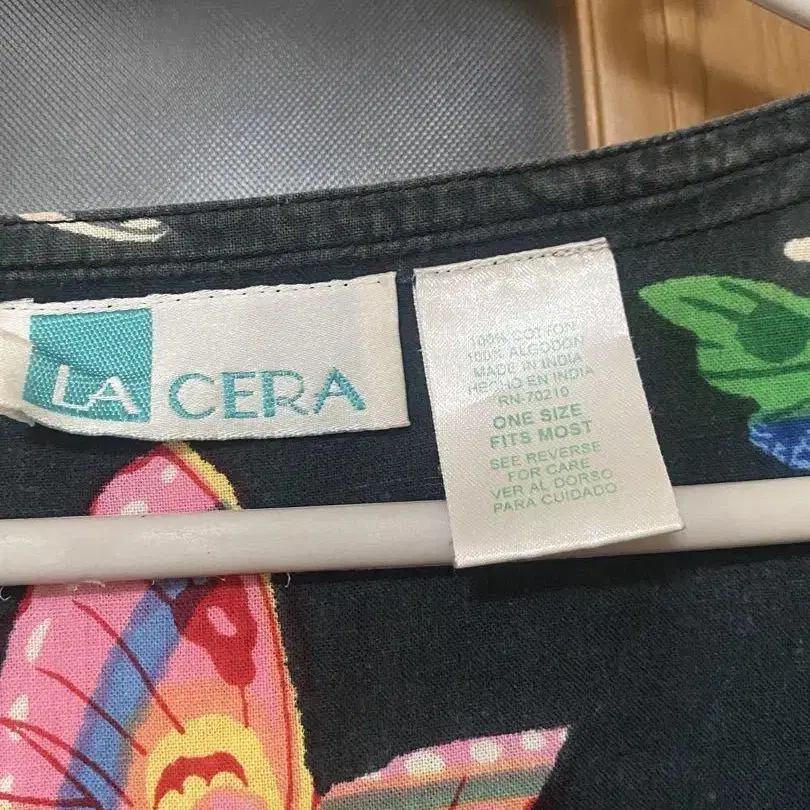 LA CERA
100% COTTON
100% ALGODON
MADE IN INDIA
HECHO EN INDIA
RN-70210
ONE SIZE
FITS MOST
SEE REVERSE
FOR CARE
VER AL DORSO
PARA CUIDADO